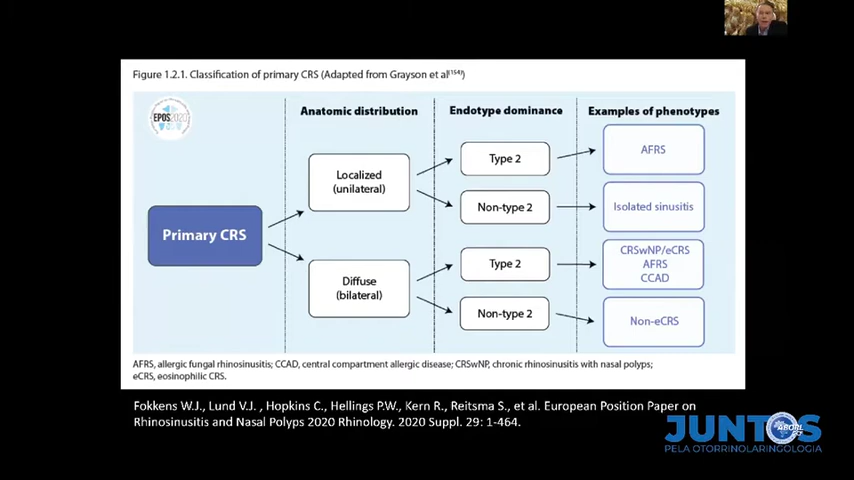 Figure 1.2.1. Classification of primary CRS (Adapted from Grayson et al(154))
EPOS2020
Anatomic distribution
Endotype dominance
Examples of phenotypes
Primary CRS
Localized
(unilateral)
Type 2
AFRS
Non-type 2
Isolated sinusitis
Diffuse
(bilateral)
Type 2
CRSwNP/eCRS
AFRS
CCAD
Non-type 2
Non-eCRS
AFRS, allergic fungal rhinosinusitis; CCAD, central compartment allergic disease; CRSwNP, chronic rhinosinusitis with nasal polyps;
eCRS, eosinophilic CRS.
Fokkens W.J., Lund V.J. , Hopkins C., Hellings P.W., Kern R., Reitsma S., et al. European Position Paper on
Rhinosinusitis and Nasal Polyps 2020 Rhinology. 2020 Suppl. 29: 1-464.
JUNTOS
PELA OTORRINOLARINGOLOGIA